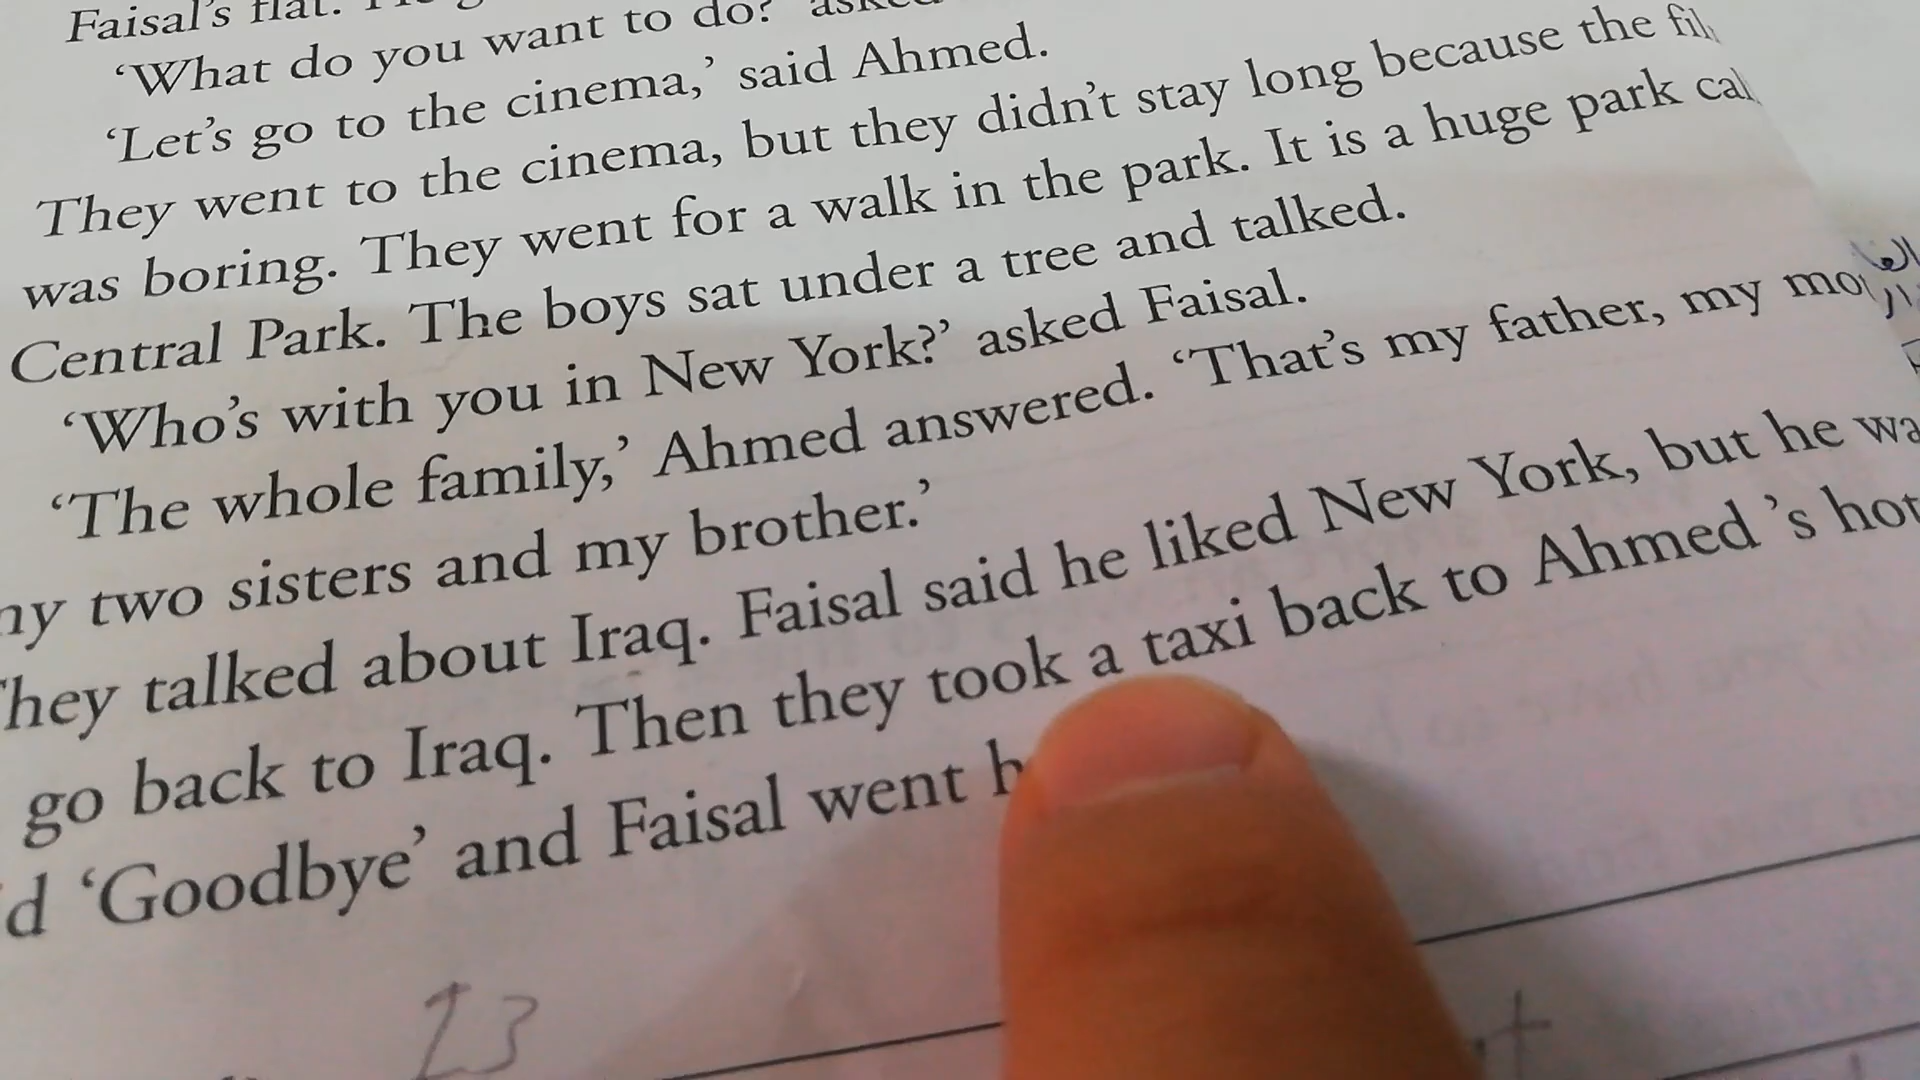 Faisal's flat.
'What do you want to do?' asked
'Let's go to the cinema,' said Ahmed.
They went to the cinema, but they didn't stay long because the
was boring. They went for a walk in the park. It is a huge park
Central Park. The boys sat under a tree and talked.
'Who's with you in New York?' asked Faisal.
'The whole family,' Ahmed answered. 'That's my father, my
two sisters and my brother.'
They talked about Iraq. Faisal said he liked New York, but he
go back to Iraq. Then they took a taxi back to Ahmed 's
'Goodbye' and Faisal went
23